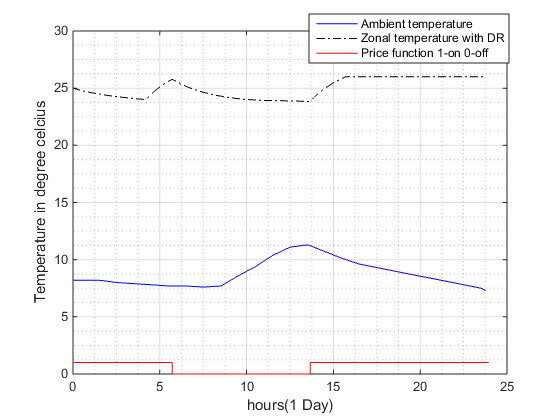 Ambient temperature
Zonal temperature with DR
Price function 1-on 0-off
30
25
20
15
10
5
0
Temperature in degree celcius
0 5 10 15 20 25
hours(1 Day)